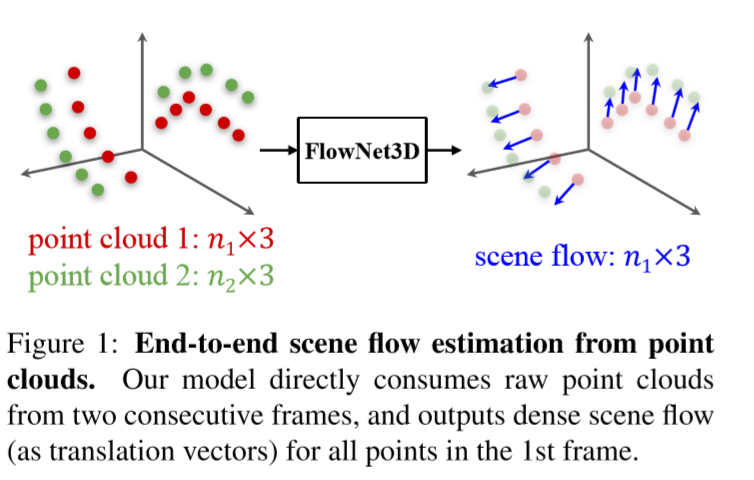 FlowNet3D
point cloud 1: n₁×3
point cloud 2: n₂×3
scene flow: n₁×3
Figure 1: End-to-end scene flow estimation from point
clouds. Our model directly consumes raw point clouds
from two consecutive frames, and outputs dense scene flow
(as translation vectors) for all points in the 1st frame.